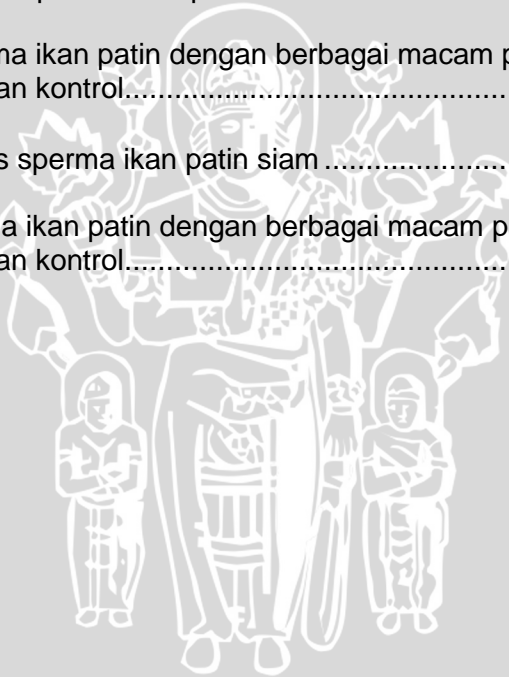 ma ikan patin dengan berbagai macam p
an kontrol................................................
s sperma ikan patin siam ......................
a ikan patin dengan berbagai macam p
an kontrol................................................